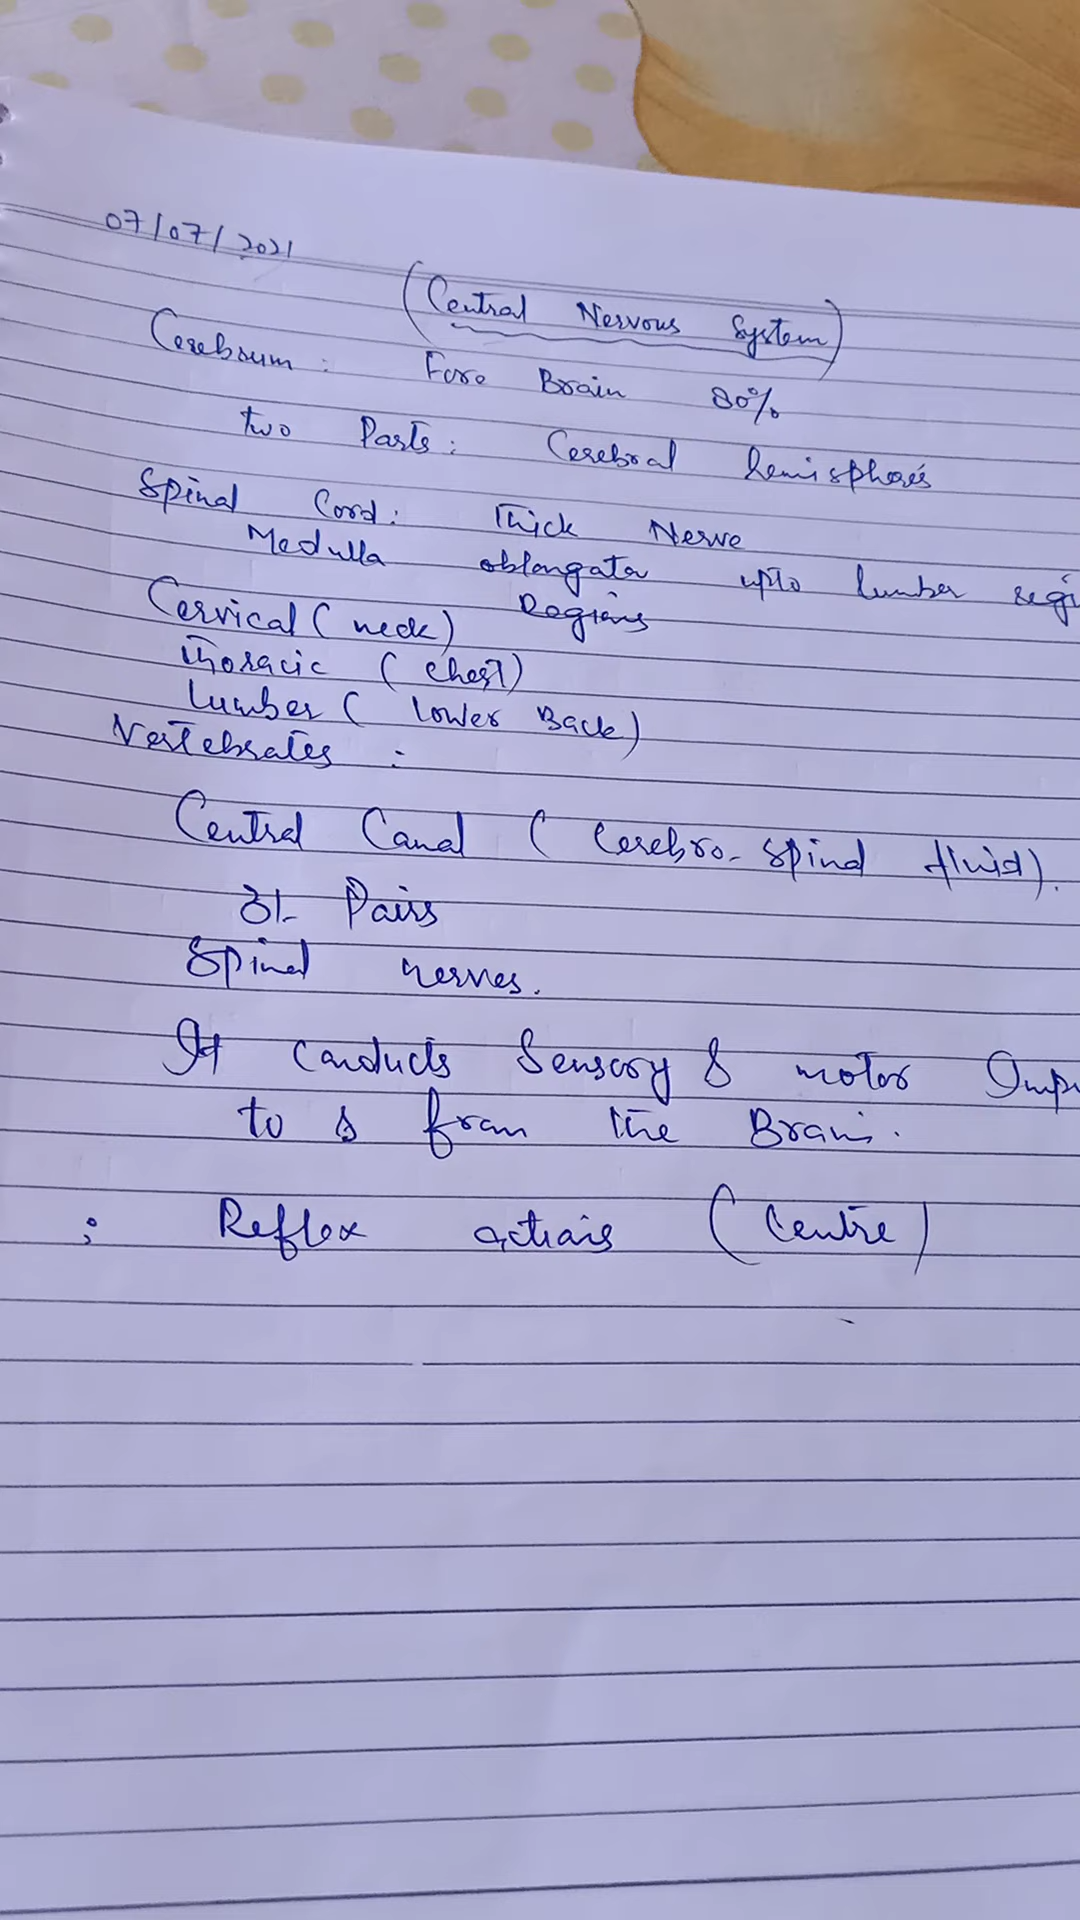 07/07/2021
(Central Nervous System)
Cerebrum : Fore Brain 80%
two Parts : Cerebral hemispheres
Spinal Cord : Thick Nerve
Medulla oblongata upto lumber regi
Regions
Cervical ( neck )
Thoracic ( chest )
Lumber ( Lower Back )
Vertebrates :
Central Canal ( Cerebro-Spinal fluid ).
31- Pairs
Spinal nerves.
It conducts Sensory & motor Imp
to & from the Brain.
; Reflex actions ( Centre )